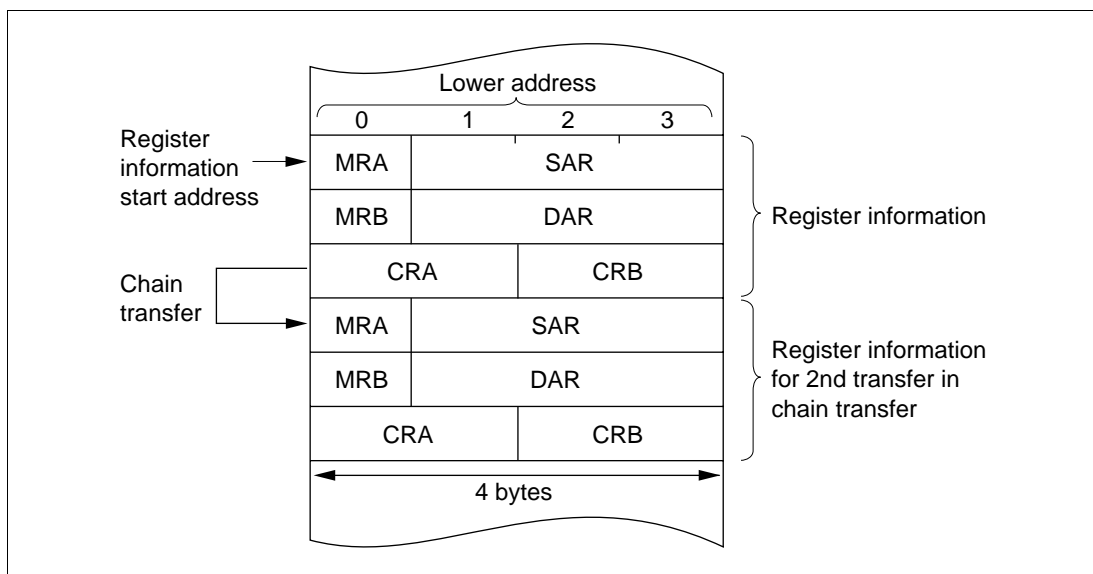 Lower address
0 1 2 3
Register
information
start address
MRA SAR
MRB DAR
Register information
CRA CRB
Chain
transfer
MRA SAR
MRB DAR
Register information
for 2nd transfer in
chain transfer
CRA CRB
4 bytes